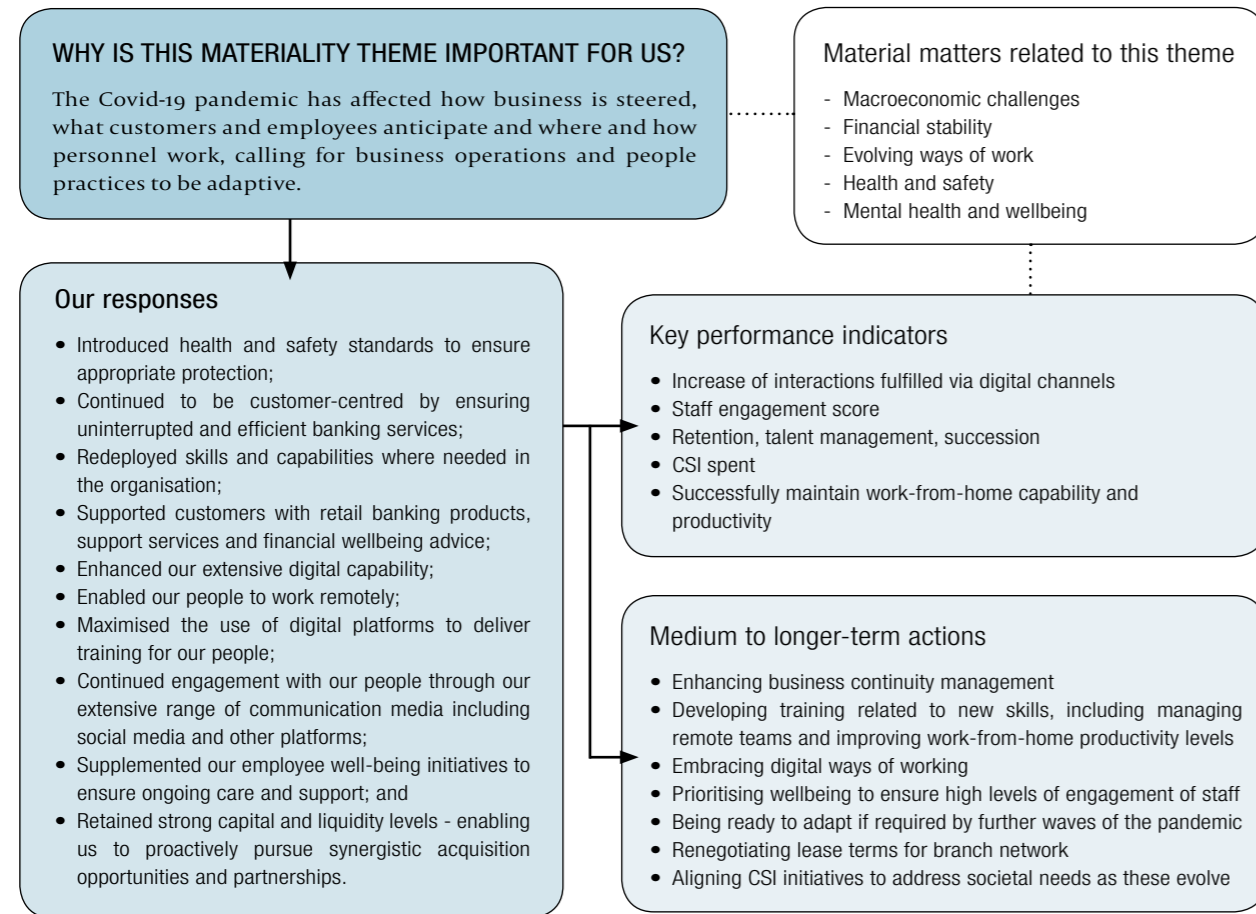 WHY IS THIS MATERIALITY THEME IMPORTANT FOR US?
The Covid-19 pandemic has affected how business is steered,
what customers and employees anticipate and where and how
personnel work, calling for business operations and people
practices to be adaptive.
Material matters related to this theme
- Macroeconomic challenges
- Financial stability
- Evolving ways of work
- Health and safety
- Mental health and wellbeing
Our responses
• Introduced health and safety standards to ensure
appropriate protection;
• Continued to be customer-centred by ensuring
uninterrupted and efficient banking services;
• Redeployed skills and capabilities where needed in
the organisation;
• Supported customers with retail banking products,
support services and financial wellbeing advice;
• Enhanced our extensive digital capability;
• Enabled our people to work remotely;
• Maximised the use of digital platforms to deliver
training for our people;
• Continued engagement with our people through our
extensive range of communication media including
social media and other platforms;
• Supplemented our employee well-being initiatives to
ensure ongoing care and support; and
• Retained strong capital and liquidity levels - enabling
us to proactively pursue synergistic acquisition
opportunities and partnerships.
Key performance indicators
• Increase of interactions fulfilled via digital channels
• Staff engagement score
• Retention, talent management, succession
• CSI spent
• Successfully maintain work-from-home capability and
productivity
Medium to longer-term actions
• Enhancing business continuity management
• Developing training related to new skills, including managing
remote teams and improving work-from-home productivity levels
• Embracing digital ways of working
• Prioritising wellbeing to ensure high levels of engagement of staff
• Being ready to adapt if required by further waves of the pandemic
• Renegotiating lease terms for branch network
• Aligning CSI initiatives to address societal needs as these evolve